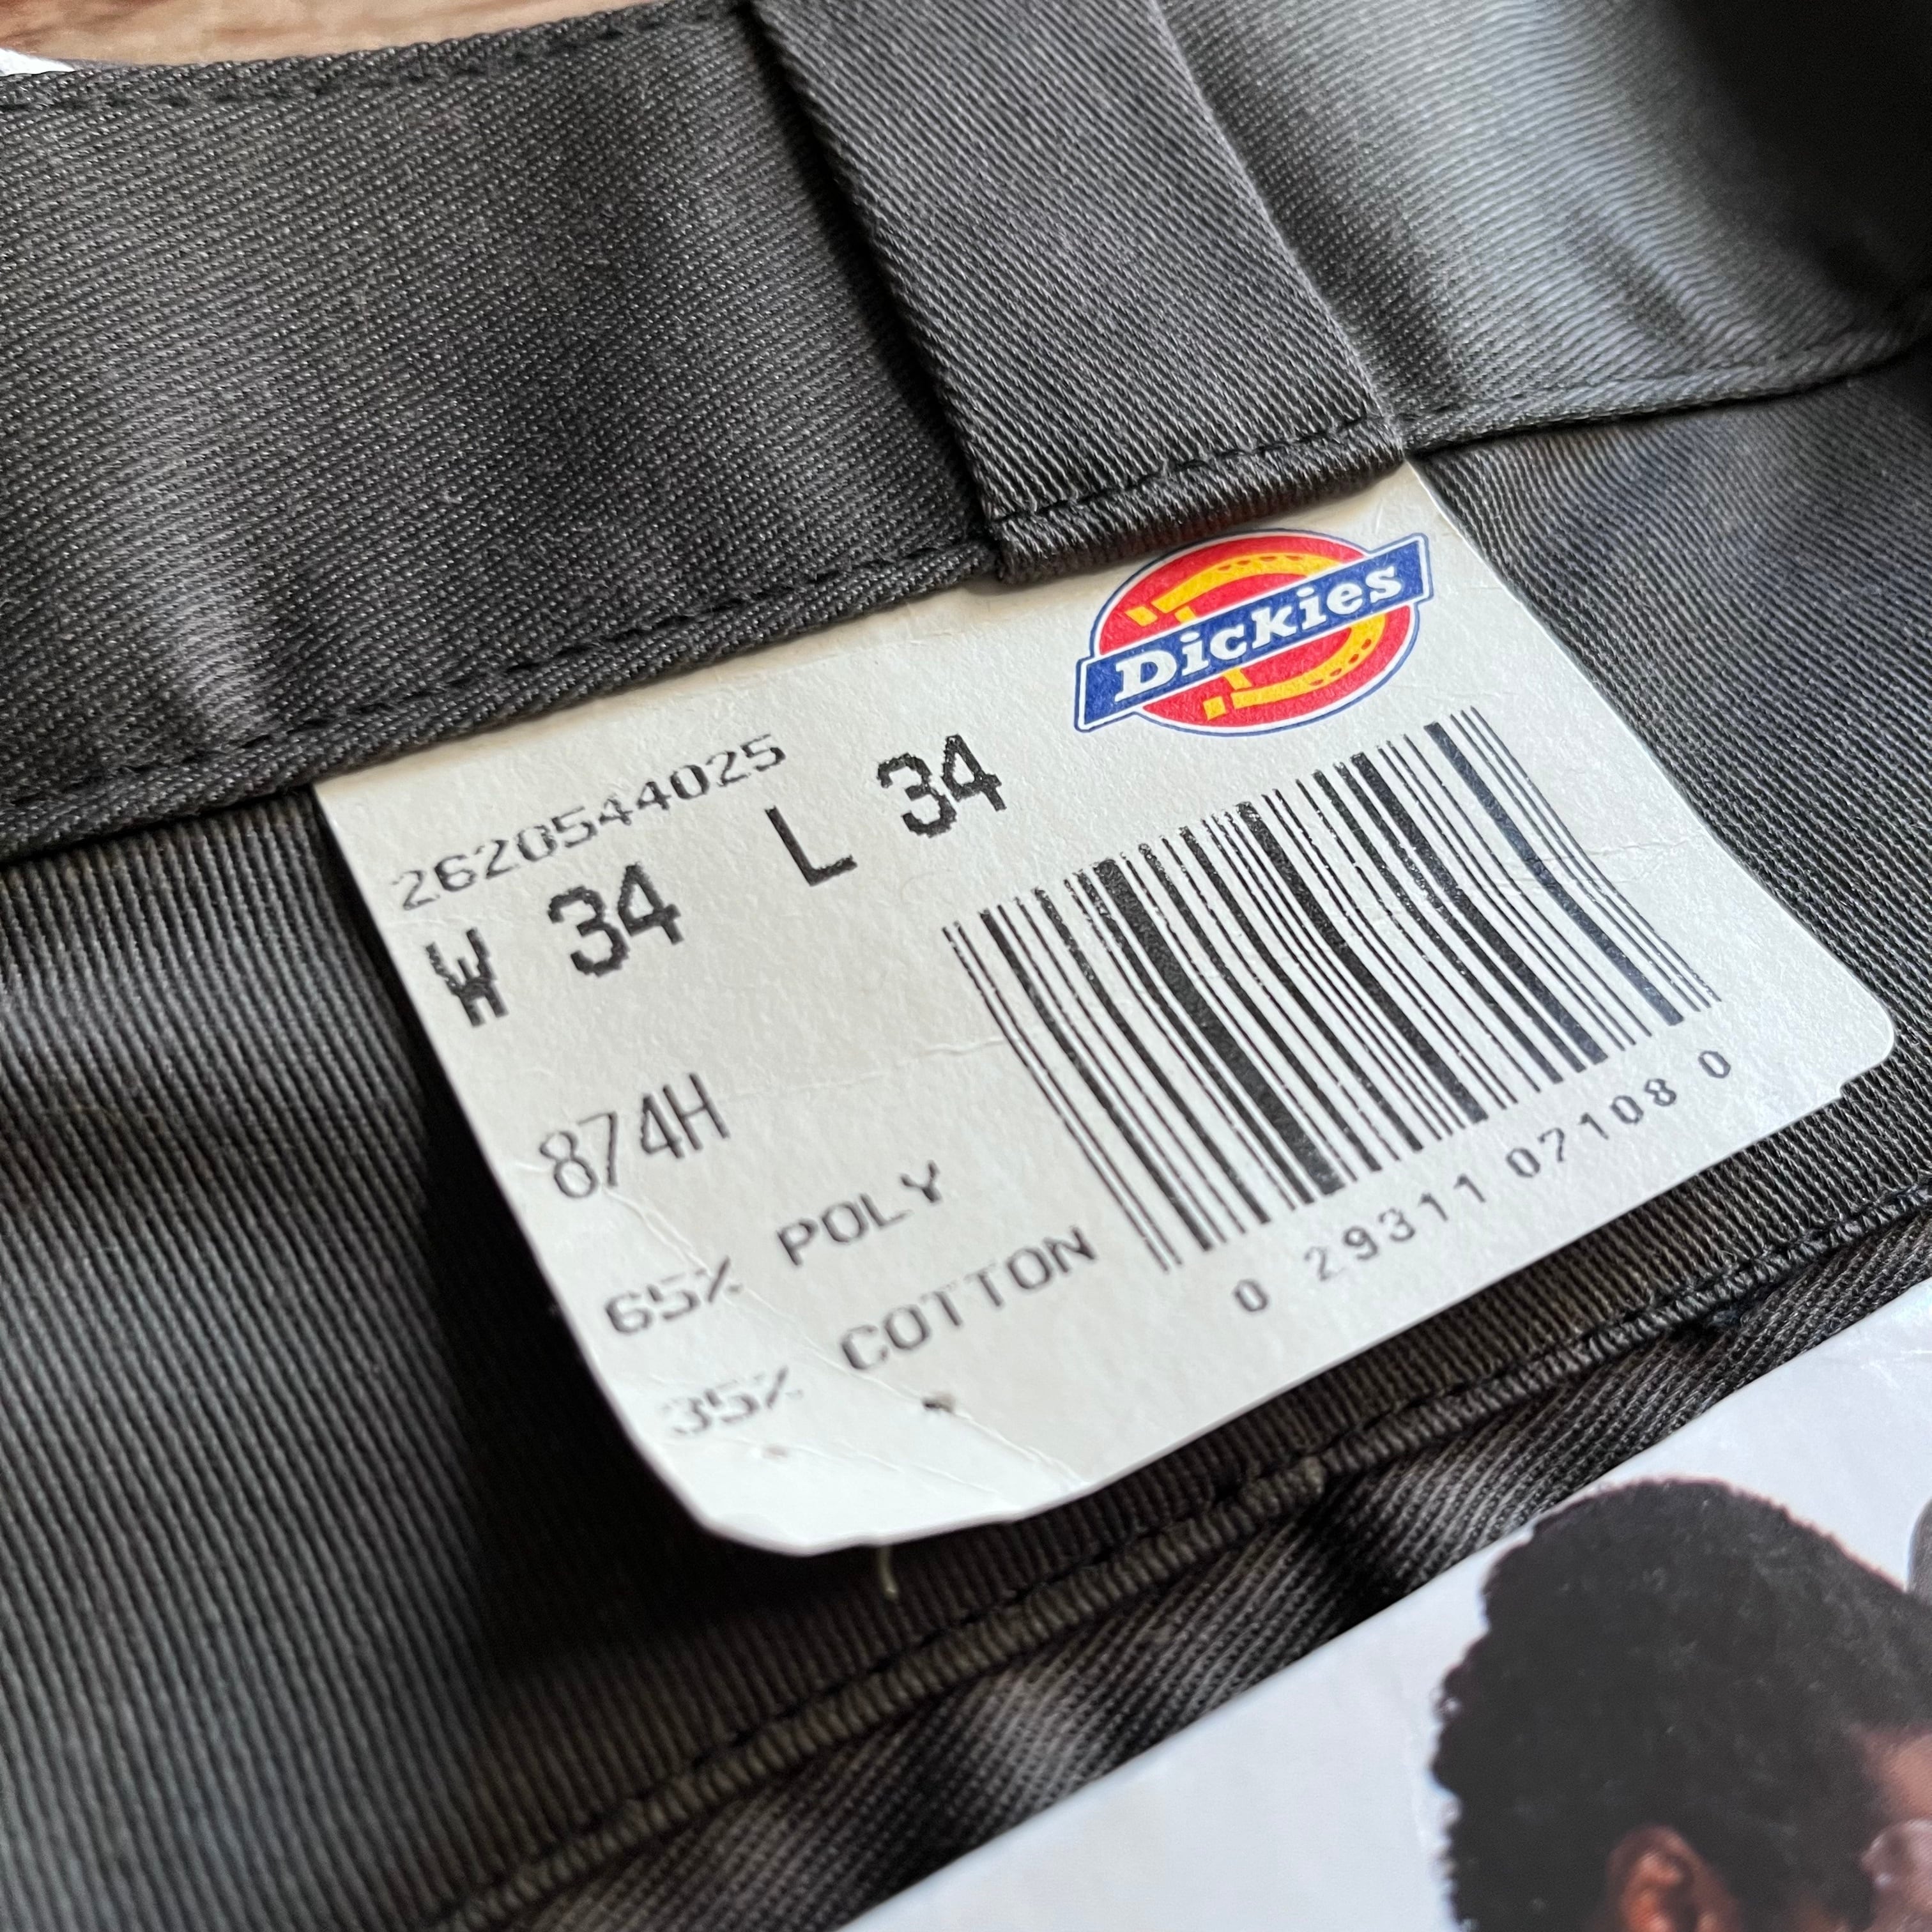 Dickies
2620544025
W 34 L 34
874H
65% POLY
35% COTTON
0 29311 07108 0